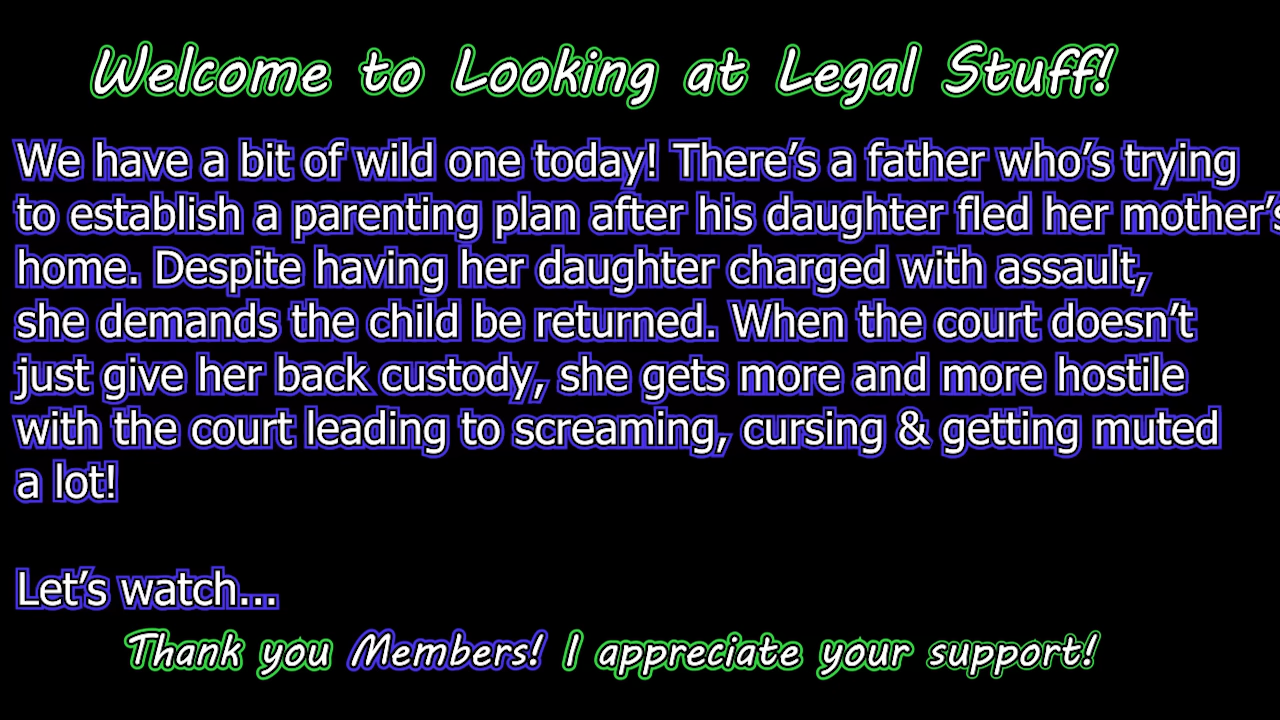 Welcome to Looking at Legal Stuff!
We have a bit of wild one today! There’s a father who’s trying
to establish a parenting plan after his daughter fled her mother’s
home. Despite having her daughter charged with assault,
she demands the child be returned. When the court doesn’t
just give her back custody, she gets more and more hostile
with the court leading to screaming, cursing & getting muted
a lot!
Let’s watch...
Thank you Members! I appreciate your support!